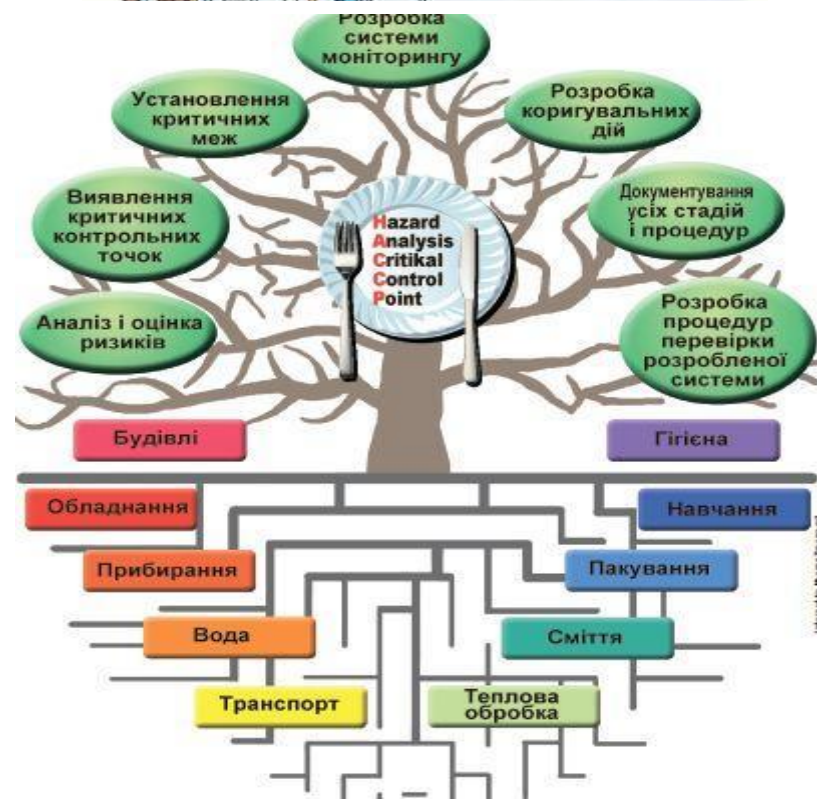 Розробка
системи
моніторингу
Установлення
критичних
меж
Розробка
коригувальних
дій
Виявлення
критичних
контрольних
точок
Документування
усіх стадій
і процедур
Hazard
Analysis
Critikal
Control
Point
Аналіз і оцінка
ризиків
Розробка
процедур
перевірки
розробленої
системи
Будівлі
Гігієна
Обладнання
Навчання
Прибирання
Пакування
Вода
Сміття
Транспорт
Теплова
обробка